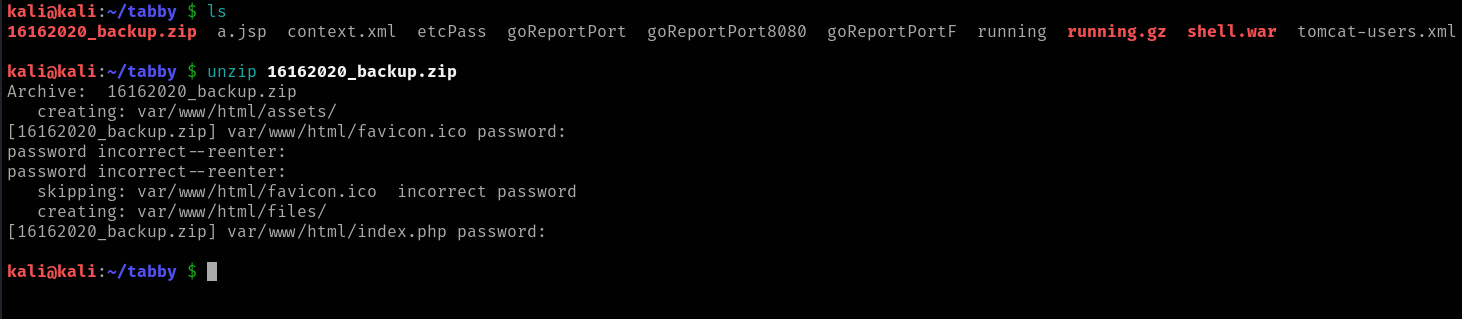 kali@kali:~/tabby $ ls
16162020_backup.zip  a.jsp  context.xml  etcPass  goReportPort  goReportPort8080  goReportPortF  running  running.gz  shell.war  tomcat-users.xml
kali@kali:~/tabby $ unzip 16162020_backup.zip
Archive:  16162020_backup.zip
   creating: var/www/html/assets/
[16162020_backup.zip] var/www/html/favicon.ico password:
password incorrect--reenter:
password incorrect--reenter:
   skipping: var/www/html/favicon.ico  incorrect password
   creating: var/www/html/files/
[16162020_backup.zip] var/www/html/index.php password:
kali@kali:~/tabby $